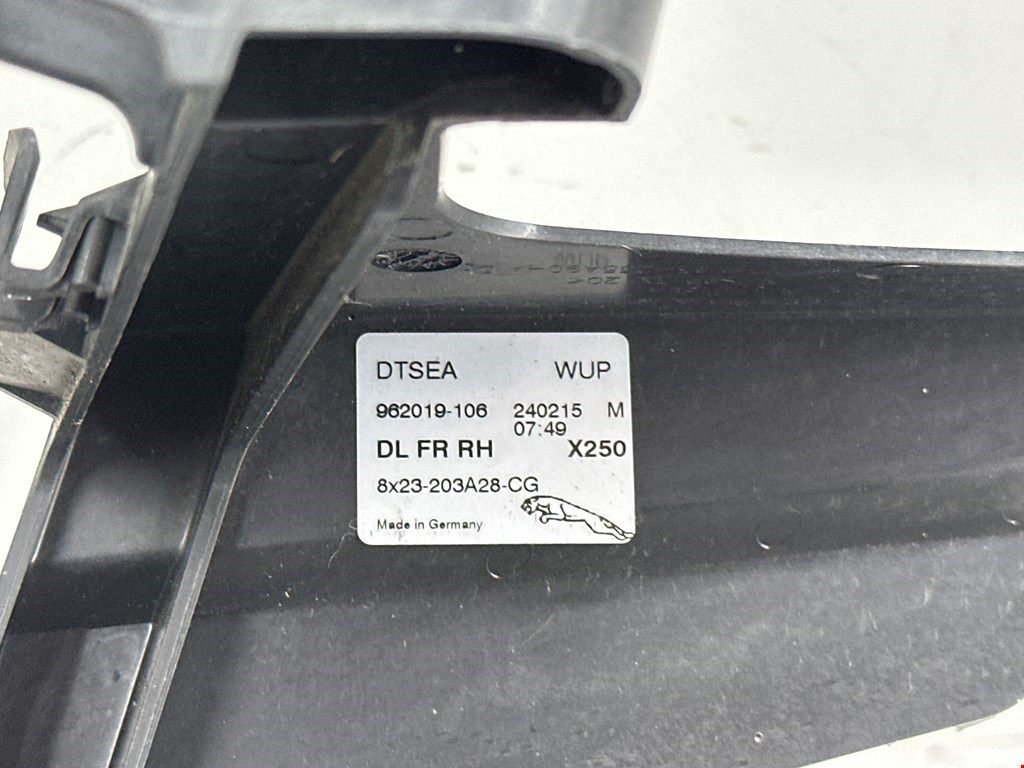 DTSEA WUP
962019-106 240215 M
07:49
DL FR RH X250
8x23-203A28-CG
Made in Germany